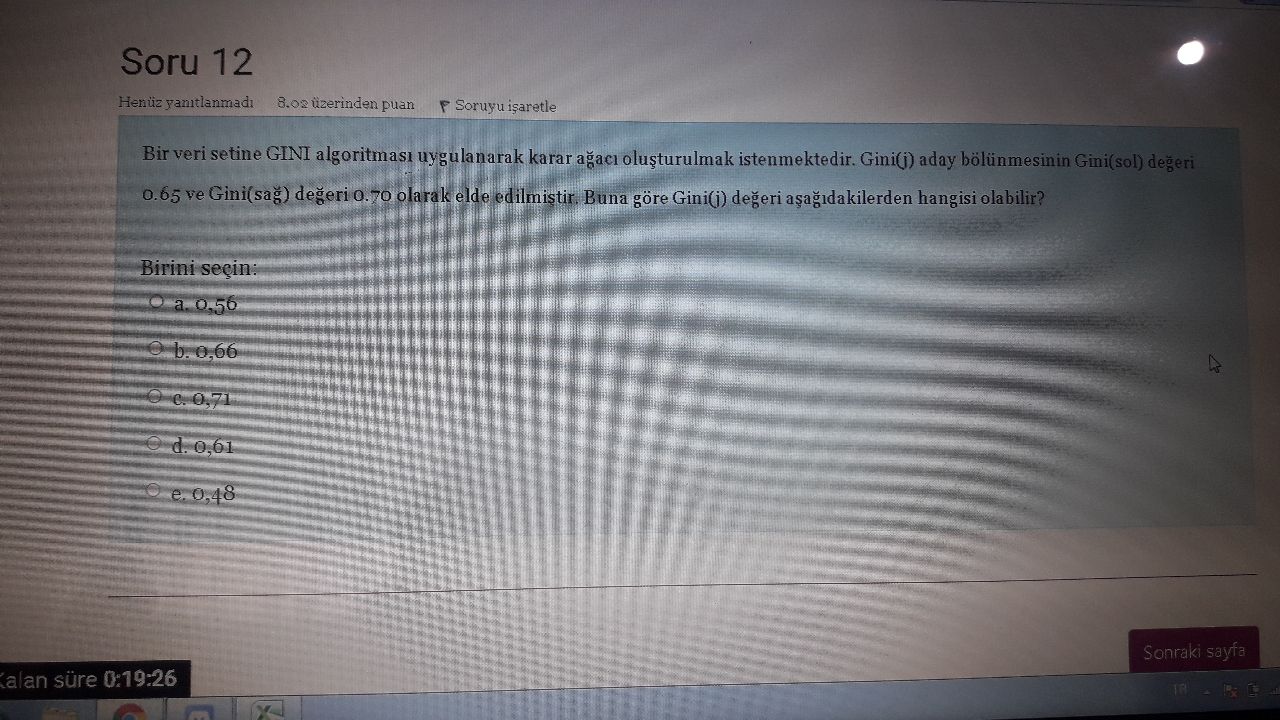 Soru 12
Henüz yanıtlanmadı 8.02 üzerinden puan Soruyu işaretle
Bir veri setine GINI algoritması uygulanarak karar ağacı oluşturulmak istenmektedir. Gini(j) aday bölünmesinin Gini(sol) değeri
0.65 ve Gini(sağ) değeri 0.70 olarak elde edilmiştir. Buna göre Gini(j) değeri aşağıdakilerden hangisi olabilir?
Birini seçin:
a. 0,56
b. 0,66
c. 0,71
d. 0,61
e. 0,48
Sonraki sayfa
Kalan süre 0:19:26
TR